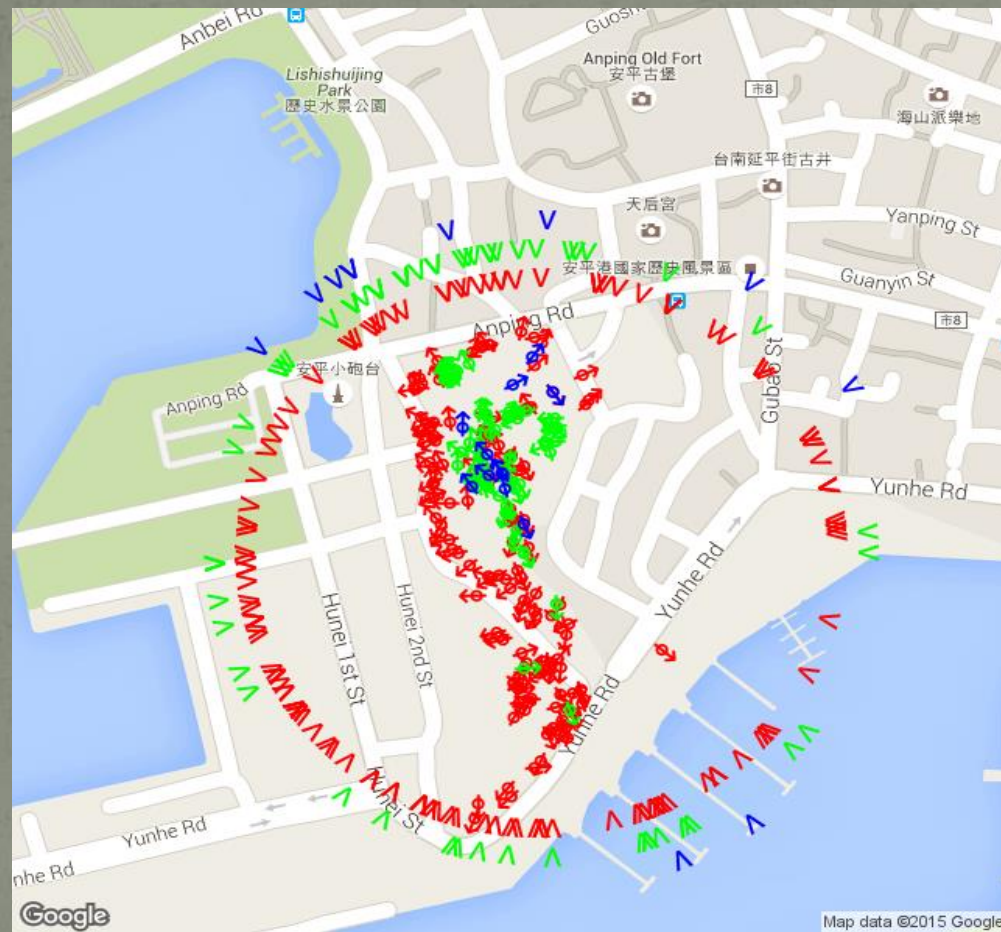 Anbei Rd
Guosh
Lishishuijing
Park
歷史水景公園
Anping Old Fort
安平古堡
市8
海山派樂地
台南延平街古井
天后宮
Yanping St
安平港國家歷史風景區
Guanyin St
市8
Anping Rd
安平小砲台
Anping Rd
Gubao St
Yunhe Rd
Yunhe Rd
Hunei 1st St
Hunei 2nd St
Yunhe Rd
Hunei St
Yunhe Rd
nhe Rd
Google
Map data ©2015 Google